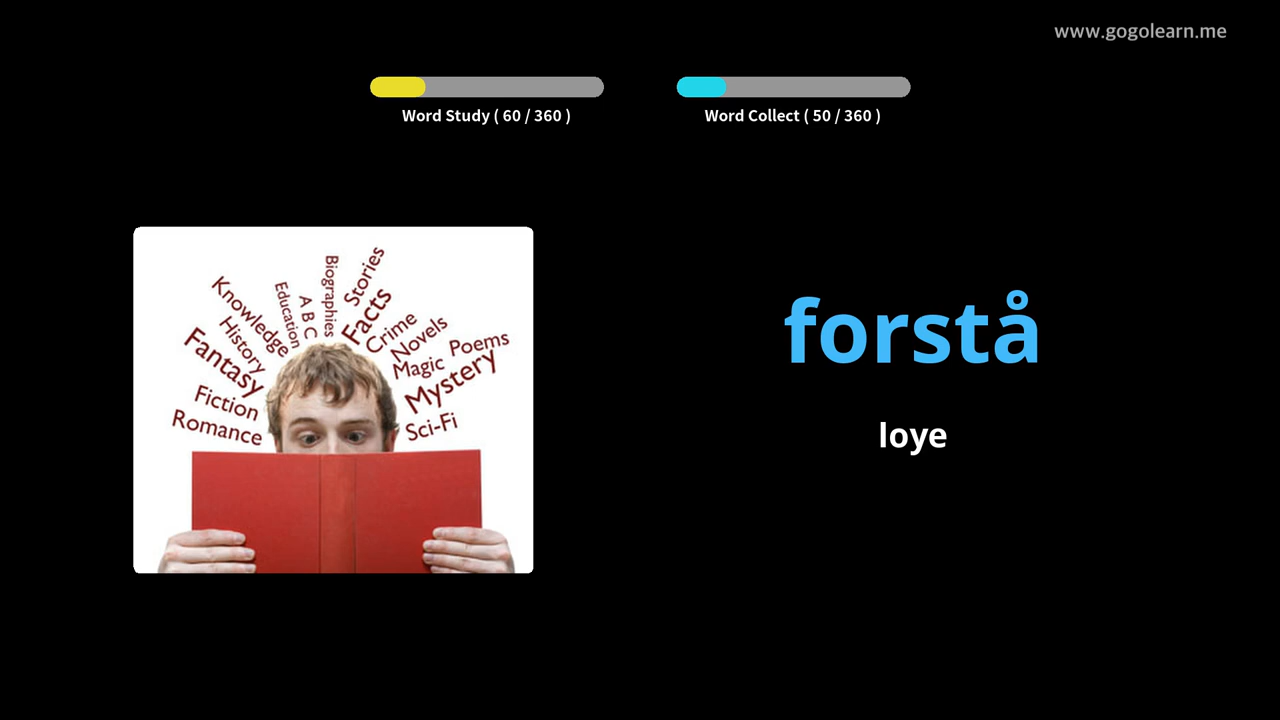 www.gogolearn.me
Word Study ( 60 / 360 )
Word Collect ( 50 / 360 )
Biographies
Stories
Education
A B C
Facts
Knowledge
Crime
History
Novels
Fantasy
Magic
Poems
Mystery
Fiction
Romance
Sci-Fi
forstå
loye